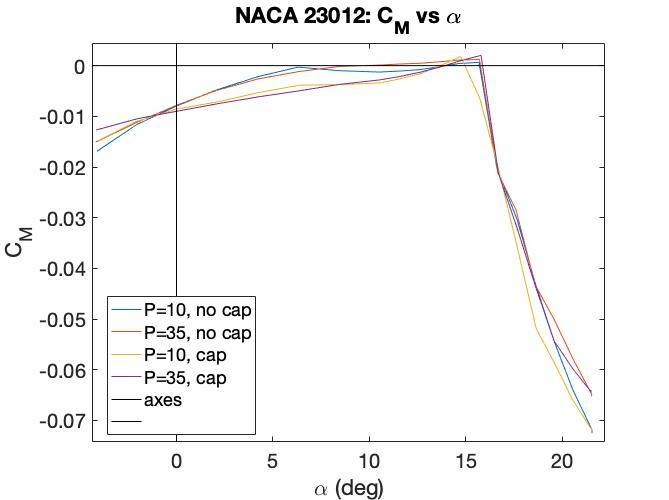 NACA 23012: C_M vs α
0
-0.01
-0.02
-0.03
-0.04
-0.05
-0.06
-0.07
C_M
P=10, no cap
P=35, no cap
P=10, cap
P=35, cap
axes
0 5 10 15 20
α (deg)